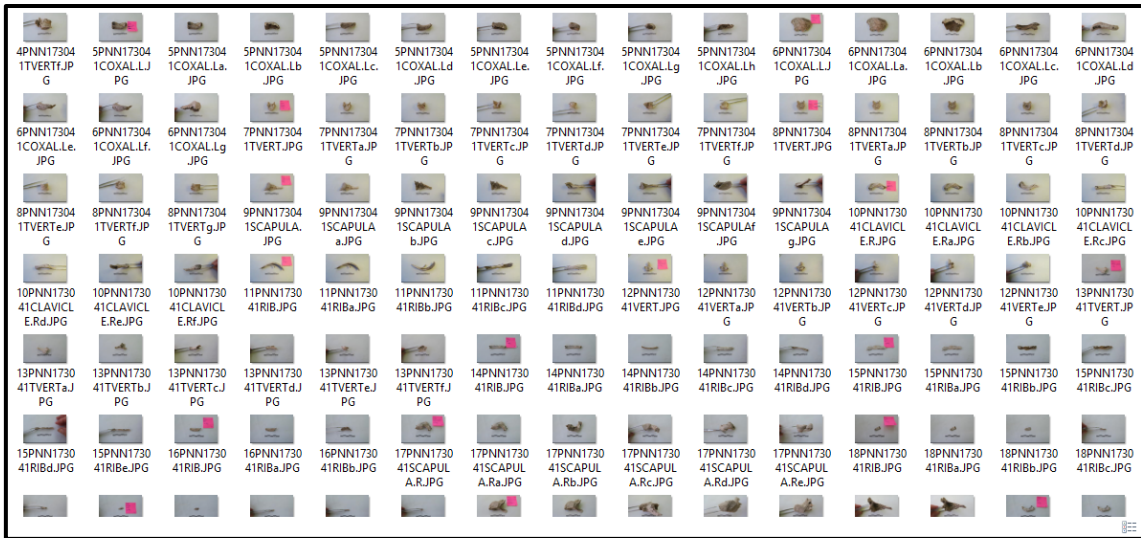 4PNN17304 5PNN17304 5PNN17304 5PNN17304 5PNN17304 5PNN17304 5PNN17304 5PNN17304 5PNN17304 5PNN17304 6PNN17304 6PNN17304 6PNN17304 6PNN17304 6PNN17304
1TVERTf.JP 1COXAL.L.J 1COXAL.La. 1COXAL.Lb 1COXAL.Lc. 1COXAL.Ld 1COXAL.Le. 1COXAL.Lf. 1COXAL.Lg 1COXAL.Lh 1COXAL.L.J 1COXAL.La. 1COXAL.Lb 1COXAL.Lc. 1COXAL.Ld
G PG JPG .JPG JPG .JPG JPG JPG .JPG .JPG PG JPG .JPG JPG .JPG
6PNN17304 6PNN17304 6PNN17304 7PNN17304 7PNN17304 7PNN17304 7PNN17304 7PNN17304 7PNN17304 7PNN17304 8PNN17304 8PNN17304 8PNN17304 8PNN17304 8PNN17304
1COXAL.Le. 1COXAL.Lf. 1COXAL.Lg 1TVERT.JPG 1TVERTa.JP 1TVERTb.JP 1TVERTc.JP 1TVERTd.JP 1TVERTe.JP 1TVERTf.JP 1TVERT.JPG 1TVERTa.JP 1TVERTb.JP 1TVERTc.JP 1TVERTd.JP
JPG JPG .JPG G G G G G G G G G G
8PNN17304 8PNN17304 8PNN17304 9PNN17304 9PNN17304 9PNN17304 9PNN17304 9PNN17304 9PNN17304 9PNN17304 9PNN17304 10PNN1730 10PNN1730 10PNN1730 10PNN1730
1TVERTe.JP 1TVERTf.JP 1TVERTg.JP 1SCAPULA. 1SCAPULA 1SCAPULA 1SCAPULA 1SCAPULA 1SCAPULA 1SCAPULAf 1SCAPULA 41CLAVICL 41CLAVICL 41CLAVICL 41CLAVICL
G G G JPG a.JPG b.JPG c.JPG d.JPG e.JPG .JPG g.JPG E.R.JPG E.Ra.JPG E.Rb.JPG E.Rc.JPG
10PNN1730 10PNN1730 10PNN1730 11PNN1730 11PNN1730 11PNN1730 11PNN1730 11PNN1730 12PNN1730 12PNN1730 12PNN1730 12PNN1730 12PNN1730 12PNN1730 13PNN1730
41CLAVICL 41CLAVICL 41CLAVICL 41RIB.JPG 41RIBa.JPG 41RIBb.JPG 41RIBc.JPG 41RIBd.JPG 41VERT.JPG 41VERTa.JP 41VERTb.JP 41VERTc.JP 41VERTd.JP 41VERTe.JP 41TVERT.JP
E.Rd.JPG E.Re.JPG E.Rf.JPG G G G G G G
13PNN1730 13PNN1730 13PNN1730 13PNN1730 13PNN1730 13PNN1730 14PNN1730 14PNN1730 14PNN1730 14PNN1730 14PNN1730 15PNN1730 15PNN1730 15PNN1730 15PNN1730
41TVERTa.J 41TVERTb.J 41TVERTc.J 41TVERTd.J 41TVERTe.J 41TVERTf.J 41RIB.JPG 41RIBa.JPG 41RIBb.JPG 41RIBc.JPG 41RIBd.JPG 41RIB.JPG 41RIBa.JPG 41RIBb.JPG 41RIBc.JPG
PG PG PG PG PG PG
15PNN1730 15PNN1730 16PNN1730 16PNN1730 16PNN1730 17PNN1730 17PNN1730 17PNN1730 17PNN1730 17PNN1730 17PNN1730 18PNN1730 18PNN1730 18PNN1730 18PNN1730
41RIBd.JPG 41RIBe.JPG 41RIB.JPG 41RIBa.JPG 41RIBb.JPG 41SCAPUL 41SCAPUL 41SCAPUL 41SCAPUL 41SCAPUL 41SCAPUL 41RIB.JPG 41RIBa.JPG 41RIBb.JPG 41RIBc.JPG
A.R.JPG A.Ra.JPG A.Rb.JPG A.Rc.JPG A.Rd.JPG A.Re.JPG